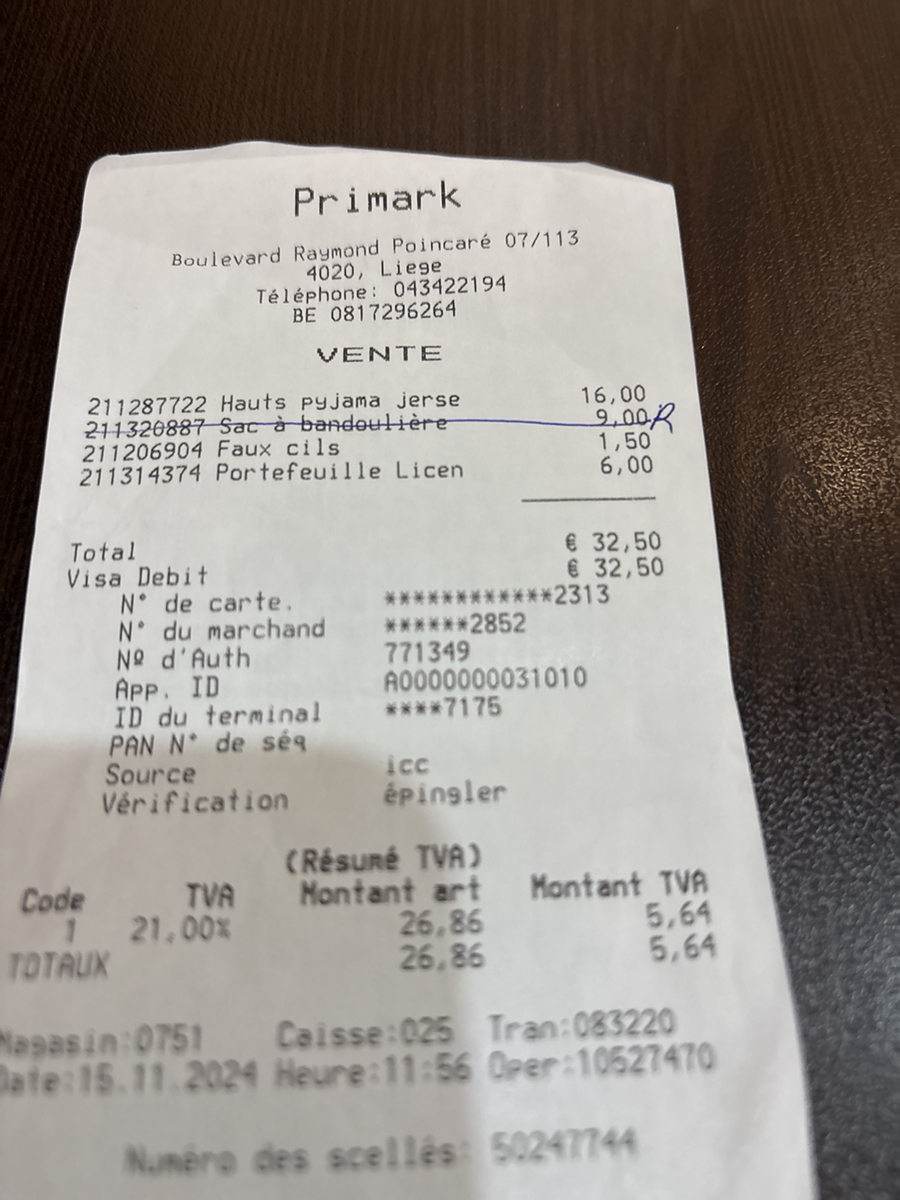 Primark
Boulevard Raymond Poincaré 07/113
4020, Liege
Téléphone: 043422194
BE 0817296264
VENTE
211287722 Hauts pyjama jerse 16,00
211320887 Sac à bandoulière 9,00 R
211206904 Faux cils 1,50
211314374 Portefeuille Licen 6,00
Total € 32,50
Visa Debit € 32,50
N° de carte. ************2313
N° du marchand ******2852
Nº d'Auth 771349
App. ID A0000000031010
ID du terminal ****7175
PAN N° de séq
Source icc
Vérification épingler
(Résumé TVA)
Code TVA Montant art Montant TVA
1 21,00% 26,86 5,64
TOTAUX 26,86 5,64
Magasin:0751 Caisse:025 Tran:083220
Date:15.11.2024 Heure:11:56 Oper:10527470
Numéro des scellés: 50247744